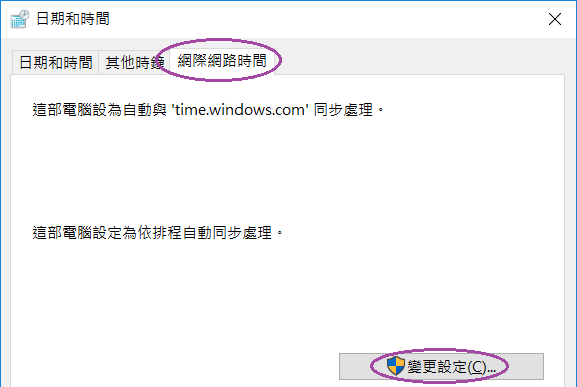 日期和時間
日期和時間 其他時鐘 網際網路時間
這部電腦設為自動與 'time.windows.com' 同步處理。
這部電腦設定為依排程自動同步處理。
變更設定(C)...